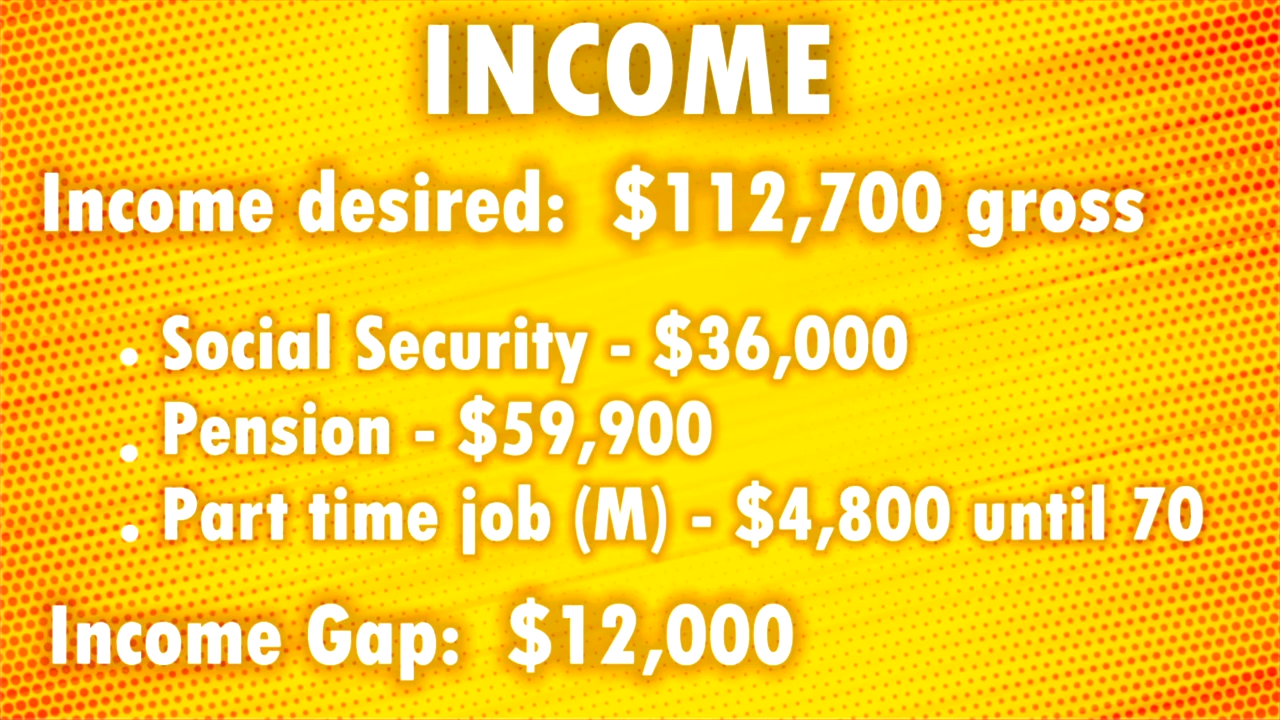 INCOME
Income desired: $112,700 gross
• Social Security - $36,000
• Pension - $59,900
• Part time job (M) - $4,800 until 70
Income Gap: $12,000